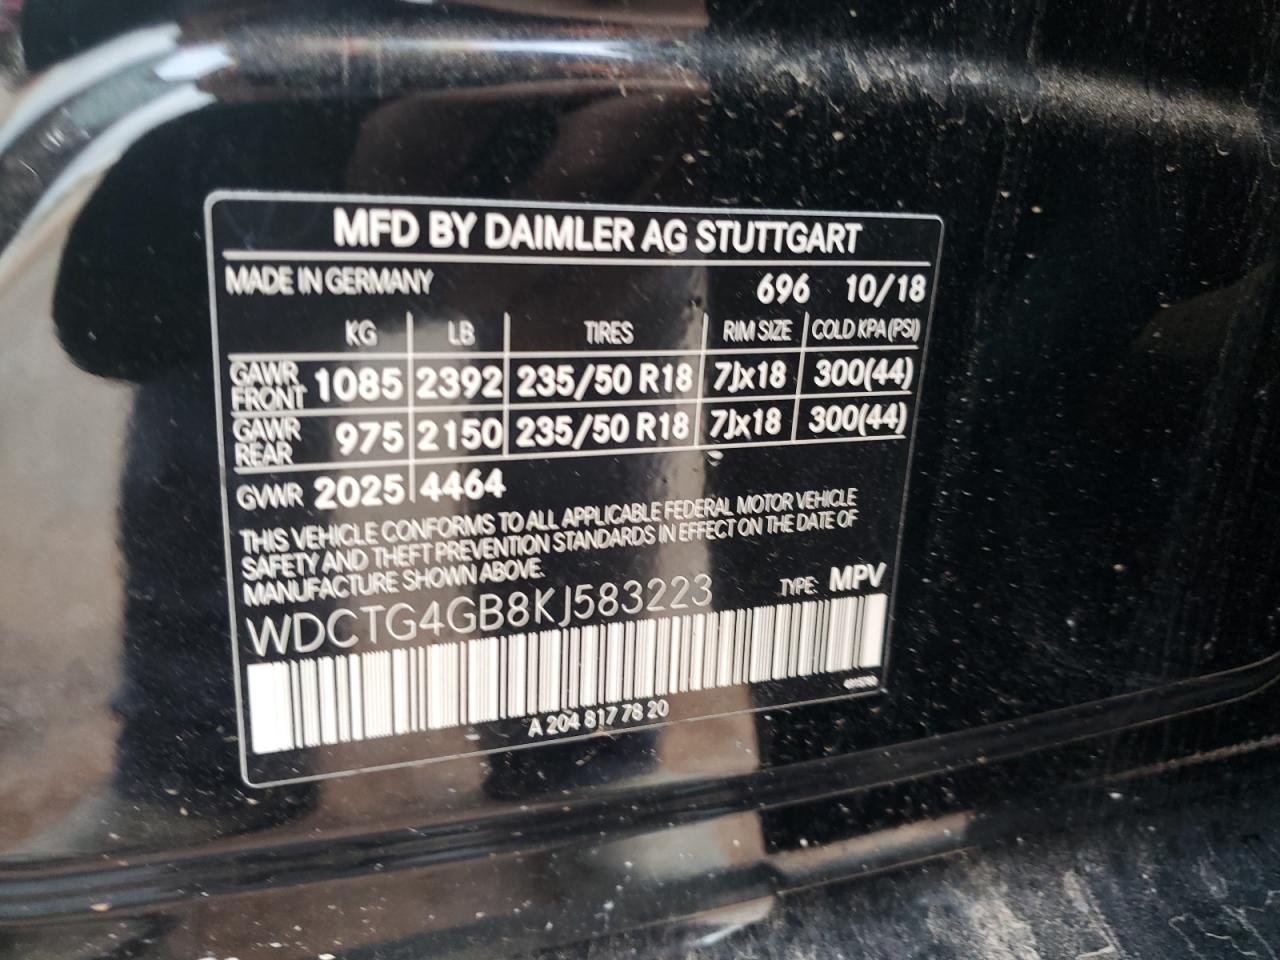 MFD BY DAIMLER AG STUTTGART
MADE IN GERMANY 696 10/18
KG LB TIRES RIM SIZE COLD KPA (PSI)
GAWR FRONT 1085 2392 235/50 R18 7Jx18 300(44)
GAWR REAR 975 2150 235/50 R18 7Jx18 300(44)
GVWR 2025 4464
THIS VEHICLE CONFORMS TO ALL APPLICABLE FEDERAL MOTOR VEHICLE
SAFETY AND THEFT PREVENTION STANDARDS IN EFFECT ON THE DATE OF
MANUFACTURE SHOWN ABOVE.
WDCTG4GB8KJ583223 TYPE: MPV
A 204 817 78 20